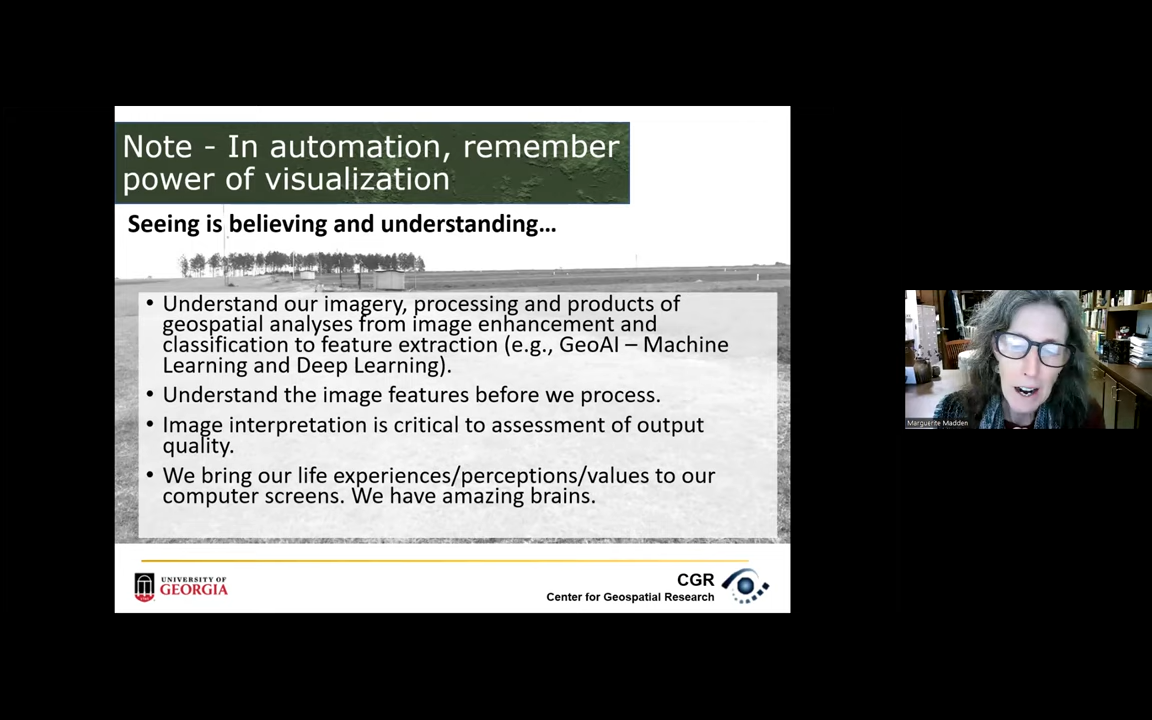 Note - In automation, remember
power of visualization
Seeing is believing and understanding...
• Understand our imagery, processing and products of
geospatial analyses from image enhancement and
classification to feature extraction (e.g., GeoAI – Machine
Learning and Deep Learning).
• Understand the image features before we process.
• Image interpretation is critical to assessment of output
quality.
• We bring our life experiences/perceptions/values to our
computer screens. We have amazing brains.
UNIVERSITY OF
GEORGIA
CGR
Center for Geospatial Research
Marguerite Madden